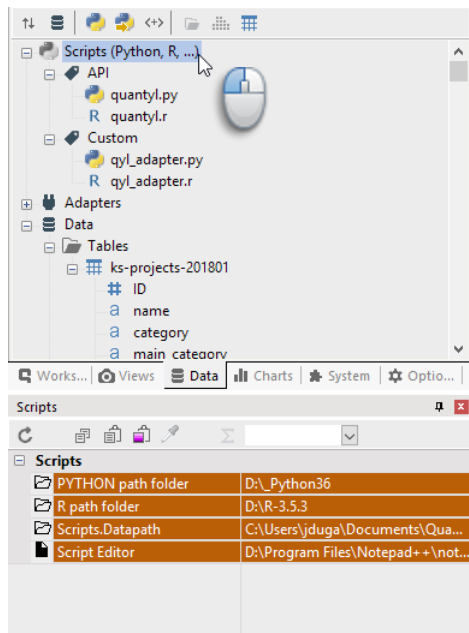 Scripts (Python, R, ...)
API
quantyl.py
R quantyl.r
Custom
qyl_adapter.py
R qyl_adapter.r
Adapters
Data
Tables
ks-projects-201801
# ID
a name
a category
a main category
Works... Views Data Charts System Optio...
Scripts
Σ
Scripts
PYTHON path folder D:\_Python36
R path folder D:\R-3.5.3
Scripts.Datapath C:\Users\jduga\Documents\Qua...
Script Editor D:\Program Files\Notepad++\not...